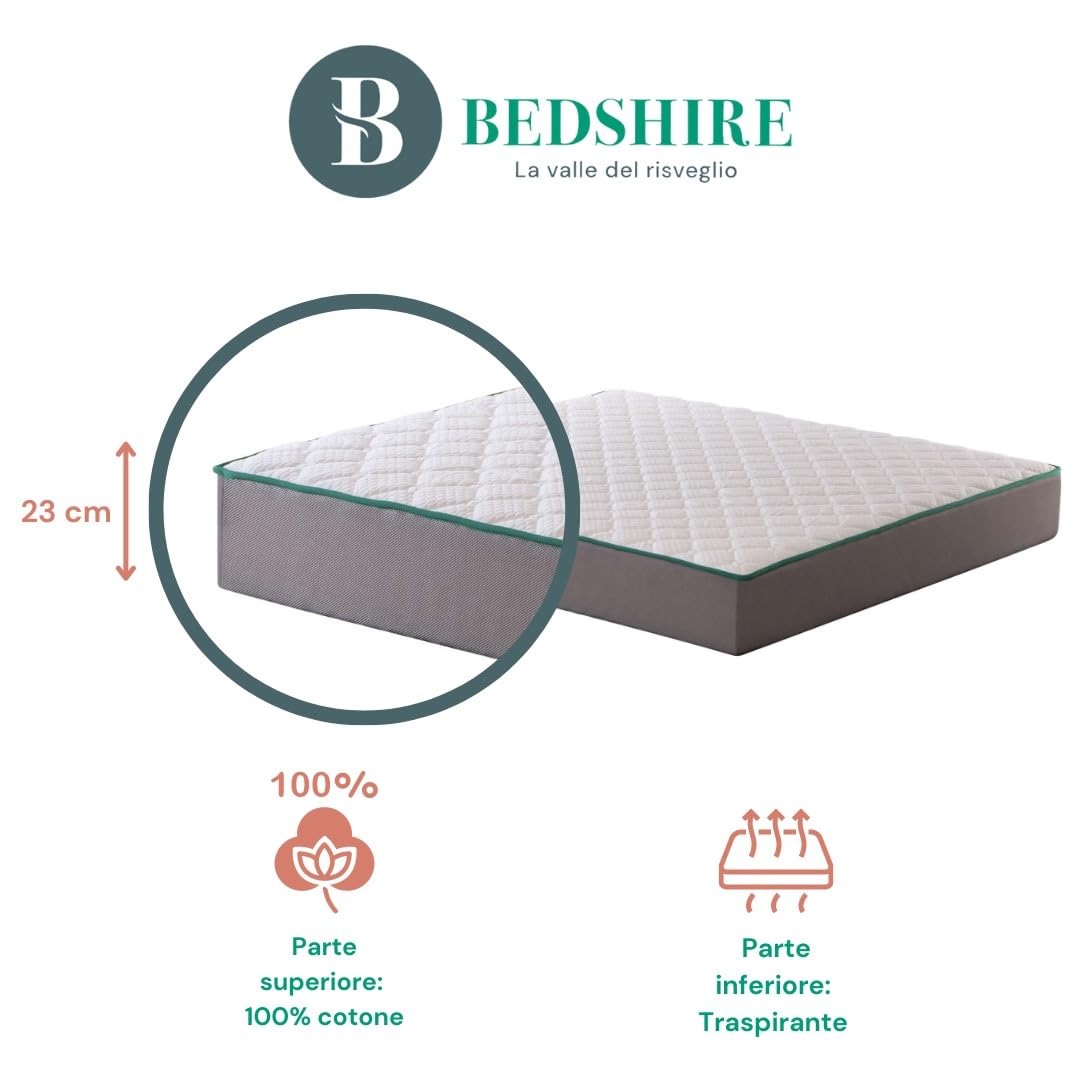 B
BEDSHIRE
La valle del risveglio
23 cm
100%
Parte
superiore:
100% cotone
Parte
inferiore:
Traspirante